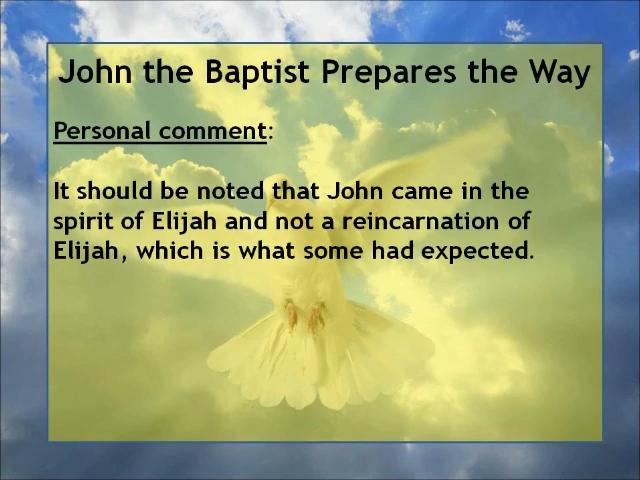 John the Baptist Prepares the Way
Personal comment:
It should be noted that John came in the
spirit of Elijah and not a reincarnation of
Elijah, which is what some had expected.